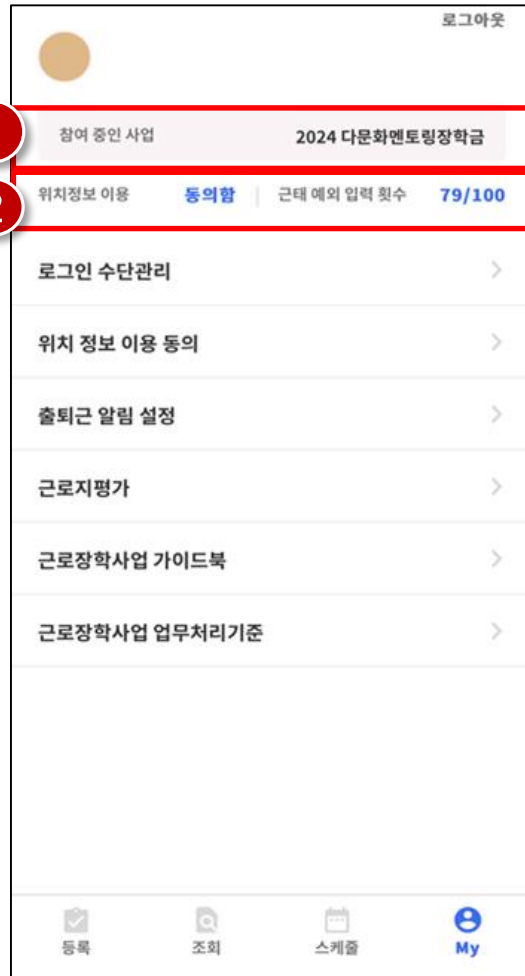 로그아웃
참여 중인 사업 2024 다문화멘토링장학금
2 위치정보 이용 동의함 근태 예외 입력 횟수 79/100
로그인 수단관리
위치 정보 이용 동의
출퇴근 알림 설정
근로지평가
근로장학사업 가이드북
근로장학사업 업무처리기준
등록 조회 스케줄 My